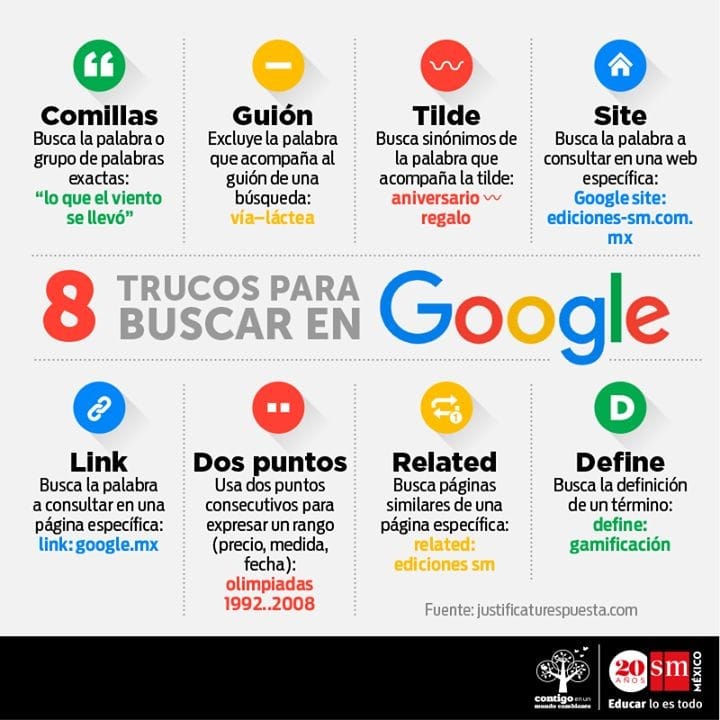 Comillas
Busca la palabra o
grupo de palabras
exactas:
“lo que el viento
se llevó”
Guión
Excluye la palabra
que acompaña al
guión de una
búsqueda:
vía–láctea
Tilde
Busca sinónimos de
la palabra que
acompaña la tilde:
aniversario ~
regalo
Site
Busca la palabra a
consultar en una web
específica:
Google site:
ediciones-sm.com.
mx
8 TRUCOS PARA
BUSCAR EN Google
Link
Busca la palabra
a consultar en una
página específica:
link: google.mx
Dos puntos
Usa dos puntos
consecutivos para
expresar un rango
(precio, medida,
fecha):
olimpiadas
1992..2008
Related
Busca páginas
similares de una
página específica:
related:
ediciones sm
D
Define
Busca la definición
de un término:
define:
gamificación
Fuente: justificaturespuesta.com
contigo en un
mundo cambiante
20 AÑOS sm MÉXICO
Educar lo es todo